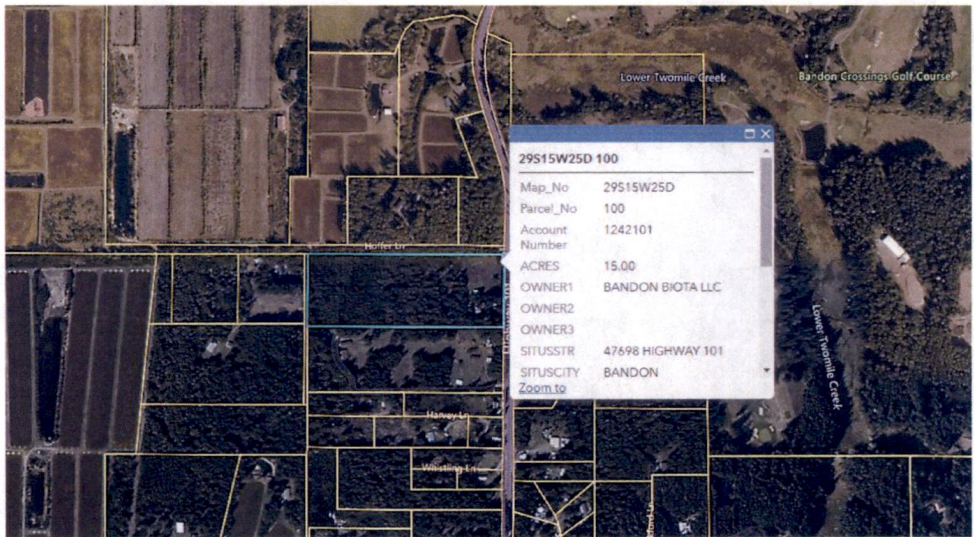 Lower Twomile Creek
Bandon Crossings Golf Course
29S15W25D 100
Map_No 29S15W25D
Parcel_No 100
Account Number 1242101
ACRES 15.00
OWNER1 BANDON BIOTA LLC
OWNER2
OWNER3
SITUSSTR 47698 HIGHWAY 101
SITUSCITY BANDON
Zoom to
Hoffer Ln
Highway 101
Lower Twomile Creek
Harvey Ln
Whistling Ln